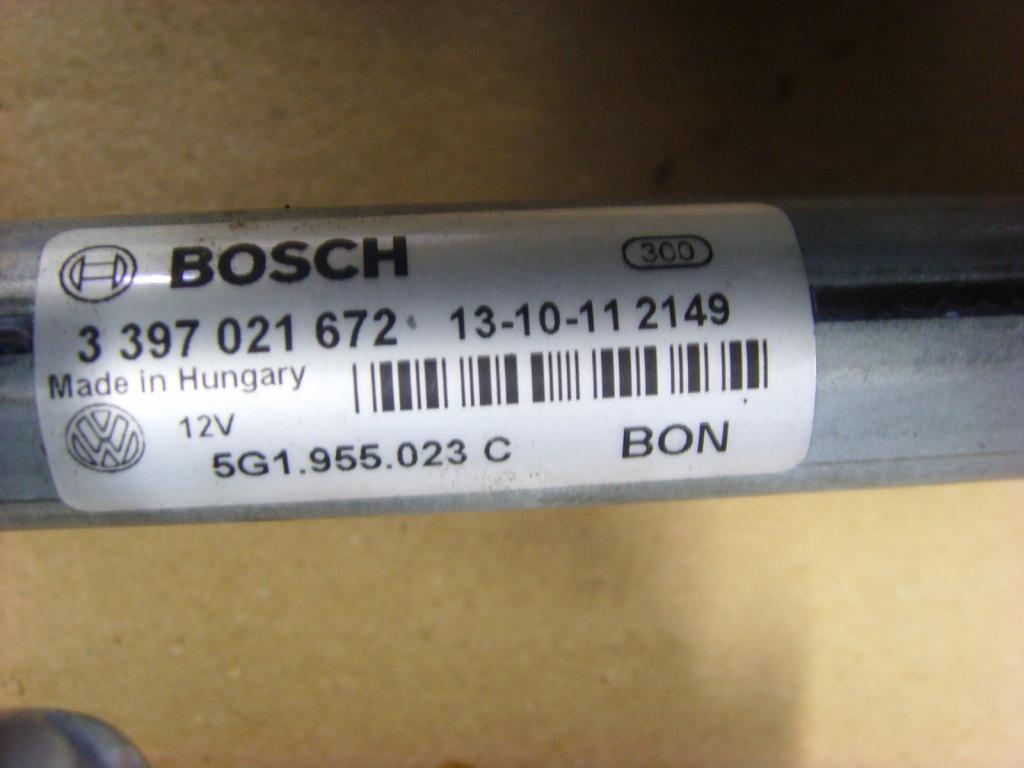 BOSCH 300
3 397 021 672 13-10-11 2149
Made in Hungary
12V
5G1.955.023 C BON